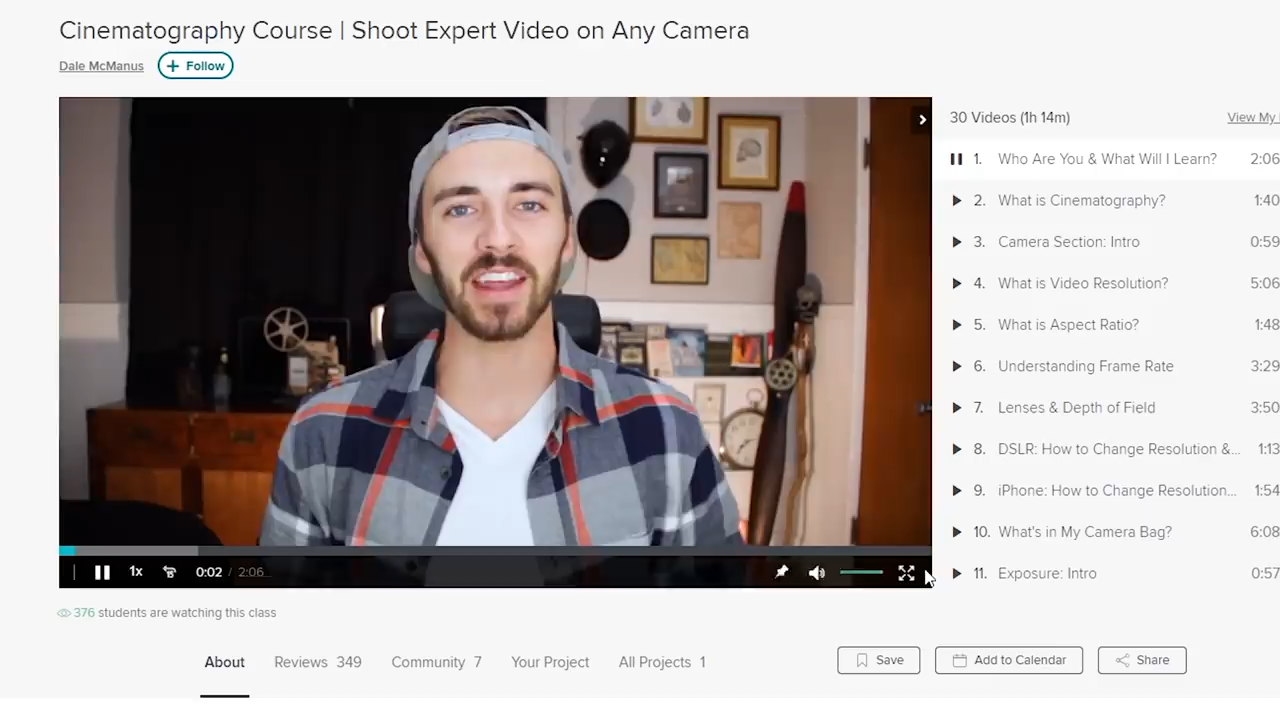 Cinematography Course | Shoot Expert Video on Any Camera
Dale McManus
+ Follow
30 Videos (1h 14m)
View My
1. Who Are You & What Will I Learn? 2:06
2. What is Cinematography? 1:40
3. Camera Section: Intro 0:59
4. What is Video Resolution? 5:06
5. What is Aspect Ratio? 1:48
6. Understanding Frame Rate 3:29
7. Lenses & Depth of Field 3:50
8. DSLR: How to Change Resolution &... 1:13
9. iPhone: How to Change Resolution... 1:54
10. What's in My Camera Bag? 6:08
11. Exposure: Intro 0:57
1x
0:02 / 2:06
376 students are watching this class
About
Reviews 349
Community 7
Your Project
All Projects 1
Save
Add to Calendar
Share